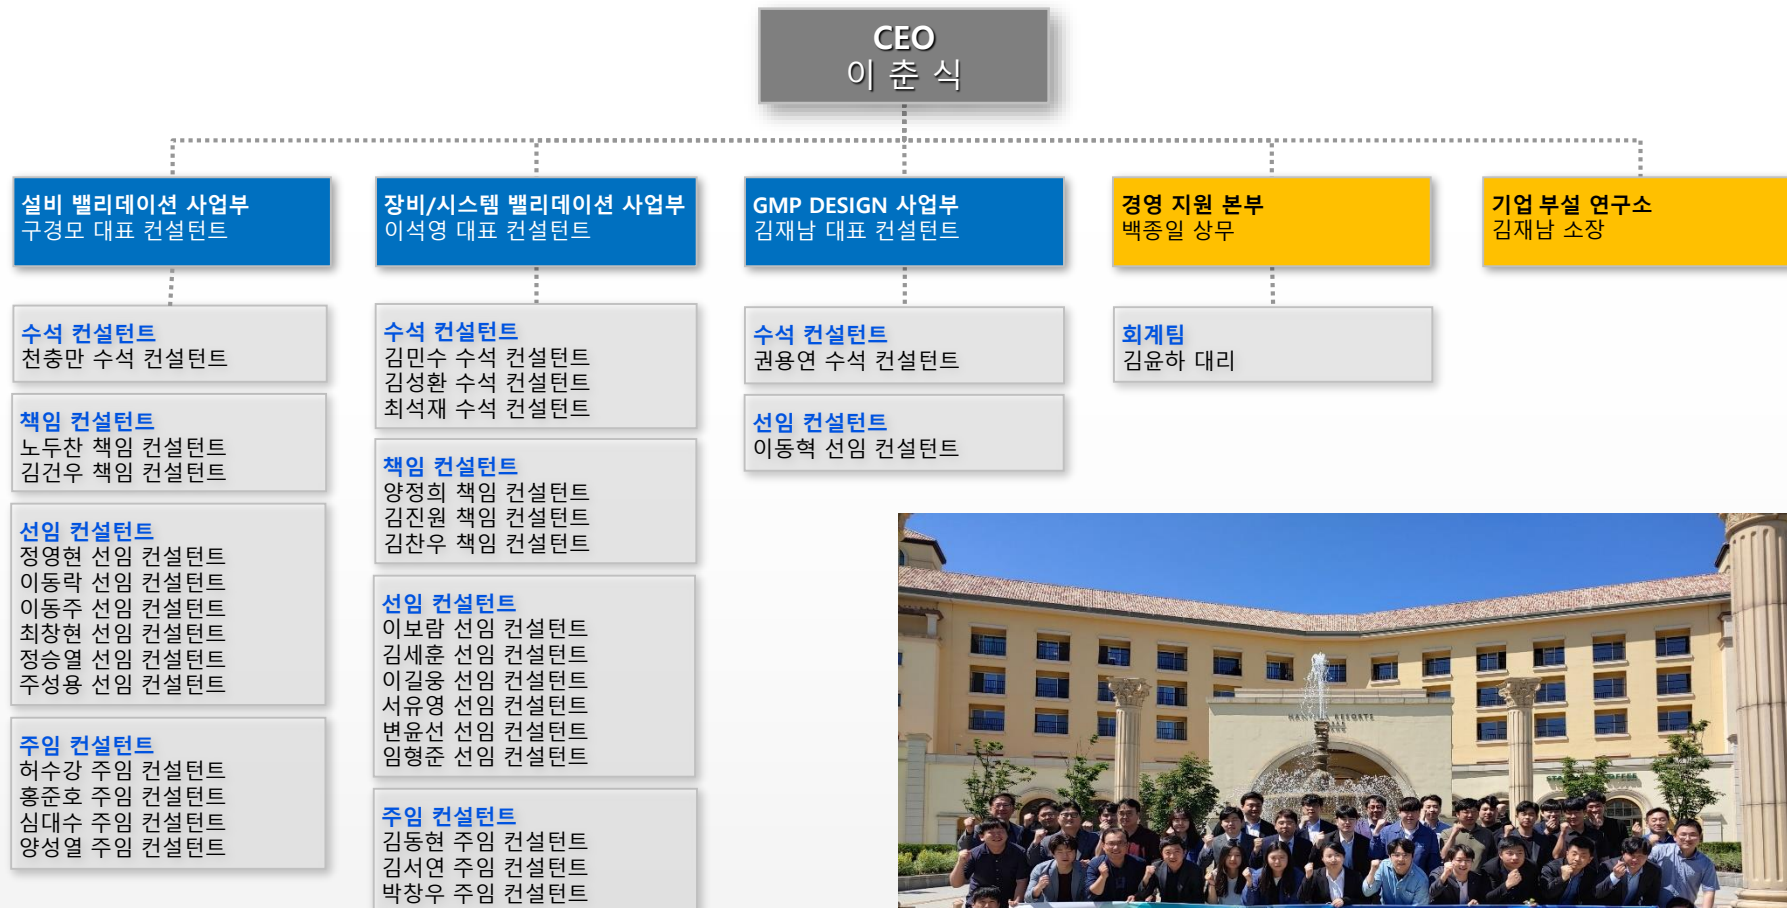 CEO
이 춘 식
설비 밸리데이션 사업부
구경모 대표 컨설턴트
수석 컨설턴트
천충만 수석 컨설턴트
책임 컨설턴트
노두찬 책임 컨설턴트
김건우 책임 컨설턴트
선임 컨설턴트
정영현 선임 컨설턴트
이동락 선임 컨설턴트
이동주 선임 컨설턴트
최창현 선임 컨설턴트
정승열 선임 컨설턴트
주성용 선임 컨설턴트
주임 컨설턴트
허수강 주임 컨설턴트
홍준호 주임 컨설턴트
심대수 주임 컨설턴트
양성열 주임 컨설턴트
장비/시스템 밸리데이션 사업부
이석영 대표 컨설턴트
수석 컨설턴트
김민수 수석 컨설턴트
김성환 수석 컨설턴트
최석재 수석 컨설턴트
책임 컨설턴트
양정희 책임 컨설턴트
김진원 책임 컨설턴트
김찬우 책임 컨설턴트
선임 컨설턴트
이보람 선임 컨설턴트
김세훈 선임 컨설턴트
이길웅 선임 컨설턴트
서유영 선임 컨설턴트
변윤선 선임 컨설턴트
임형준 선임 컨설턴트
주임 컨설턴트
김동현 주임 컨설턴트
김서연 주임 컨설턴트
박창우 주임 컨설턴트
GMP DESIGN 사업부
김재남 대표 컨설턴트
수석 컨설턴트
권용연 수석 컨설턴트
선임 컨설턴트
이동혁 선임 컨설턴트
경영 지원 본부
백종일 상무
회계팀
김윤하 대리
기업 부설 연구소
김재남 소장